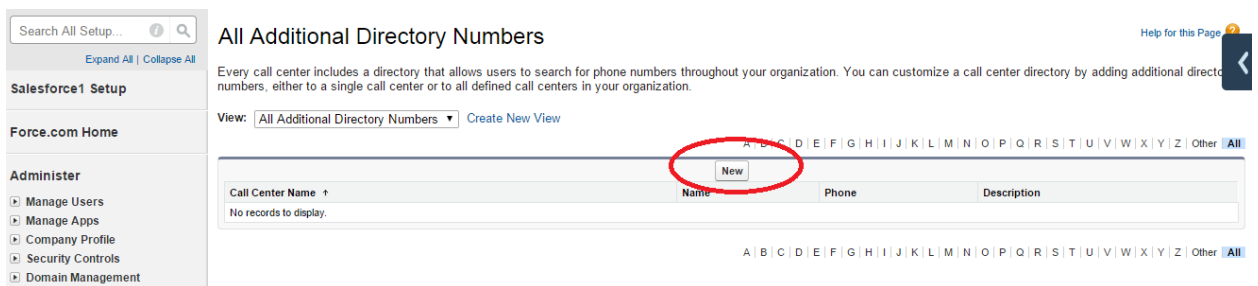 Search All Setup...
Expand All | Collapse All
Salesforce1 Setup
Force.com Home
Administer
Manage Users
Manage Apps
Company Profile
Security Controls
Domain Management
All Additional Directory Numbers
Help for this Page
Every call center includes a directory that allows users to search for phone numbers throughout your organization. You can customize a call center directory by adding additional directo
numbers, either to a single call center or to all defined call centers in your organization.
View: All Additional Directory Numbers Create New View
A | B | C | D | E | F | G | H | I | J | K | L | M | N | O | P | Q | R | S | T | U | V | W | X | Y | Z | Other All
New
Call Center Name ↑ Name Phone Description
No records to display.
A | B | C | D | E | F | G | H | I | J | K | L | M | N | O | P | Q | R | S | T | U | V | W | X | Y | Z | Other All